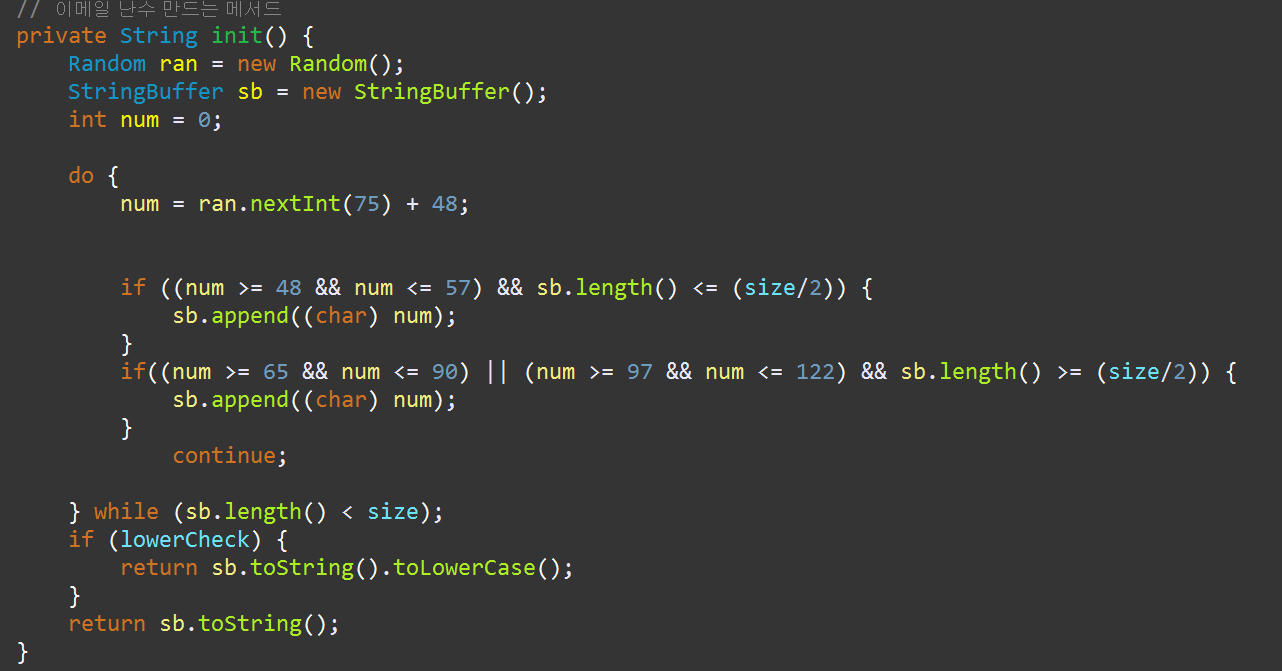 // 이메일 난수 만드는 메서드
private String init() {
Random ran = new Random();
StringBuffer sb = new StringBuffer();
int num = 0;
do {
num = ran.nextInt(75) + 48;
if ((num >= 48 && num <= 57) && sb.length() <= (size/2)) {
sb.append((char) num);
}
if((num >= 65 && num <= 90) || (num >= 97 && num <= 122) && sb.length() >= (size/2)) {
sb.append((char) num);
}
continue;
} while (sb.length() < size);
if (lowerCheck) {
return sb.toString().toLowerCase();
}
return sb.toString();
}